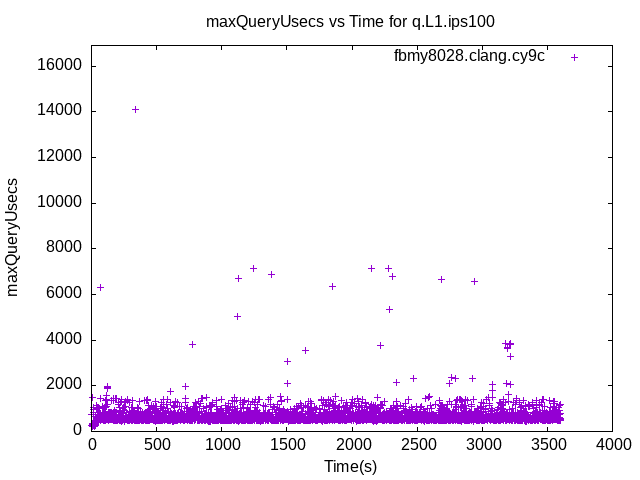 maxQueryUsecs vs Time for q.L1.ips100
fbmy8028.clang.cy9c
16000
14000
12000
10000
8000
6000
4000
2000
0
maxQueryUsecs
0 500 1000 1500 2000 2500 3000 3500 4000
Time(s)